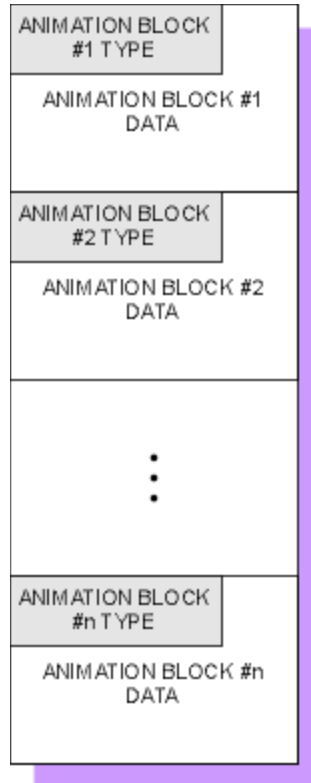 ANIMATION BLOCK
#1 TYPE
ANIMATION BLOCK #1
DATA
ANIMATION BLOCK
#2 TYPE
ANIMATION BLOCK #2
DATA
ANIMATION BLOCK
#n TYPE
ANIMATION BLOCK #n
DATA